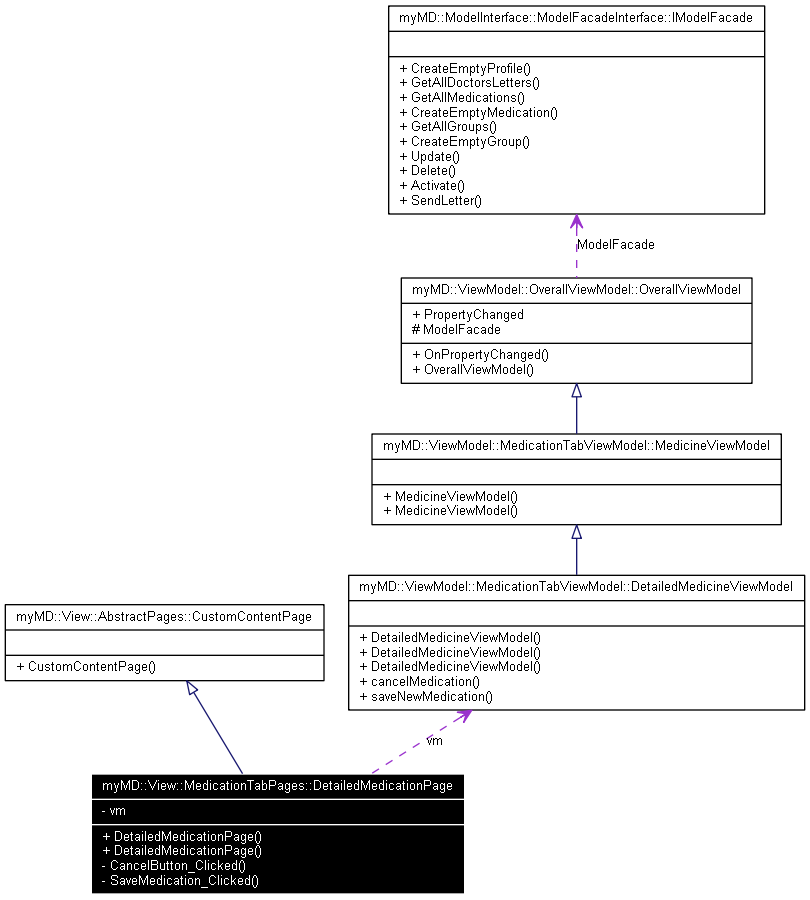 myMD::ModelInterface::ModelFacadeInterface::IModelFacade
+ CreateEmptyProfile()
+ GetAllDoctorsLetters()
+ GetAllMedications()
+ CreateEmptyMedication()
+ GetAllGroups()
+ CreateEmptyGroup()
+ Update()
+ Delete()
+ Activate()
+ SendLetter()
ModelFacade
myMD::ViewModel::OverallViewModel::OverallViewModel
+ PropertyChanged
# ModelFacade
+ OnPropertyChanged()
+ OverallViewModel()
myMD::ViewModel::MedicationTabViewModel::MedicineViewModel
+ MedicineViewModel()
+ MedicineViewModel()
myMD::ViewModel::MedicationTabViewModel::DetailedMedicineViewModel
+ DetailedMedicineViewModel()
+ DetailedMedicineViewModel()
+ DetailedMedicineViewModel()
+ cancelMedication()
+ saveNewMedication()
myMD::View::AbstractPages::CustomContentPage
+ CustomContentPage()
vm
myMD::View::MedicationTabPages::DetailedMedicationPage
- vm
+ DetailedMedicationPage()
+ DetailedMedicationPage()
- CancelButton_Clicked()
- SaveMedication_Clicked()